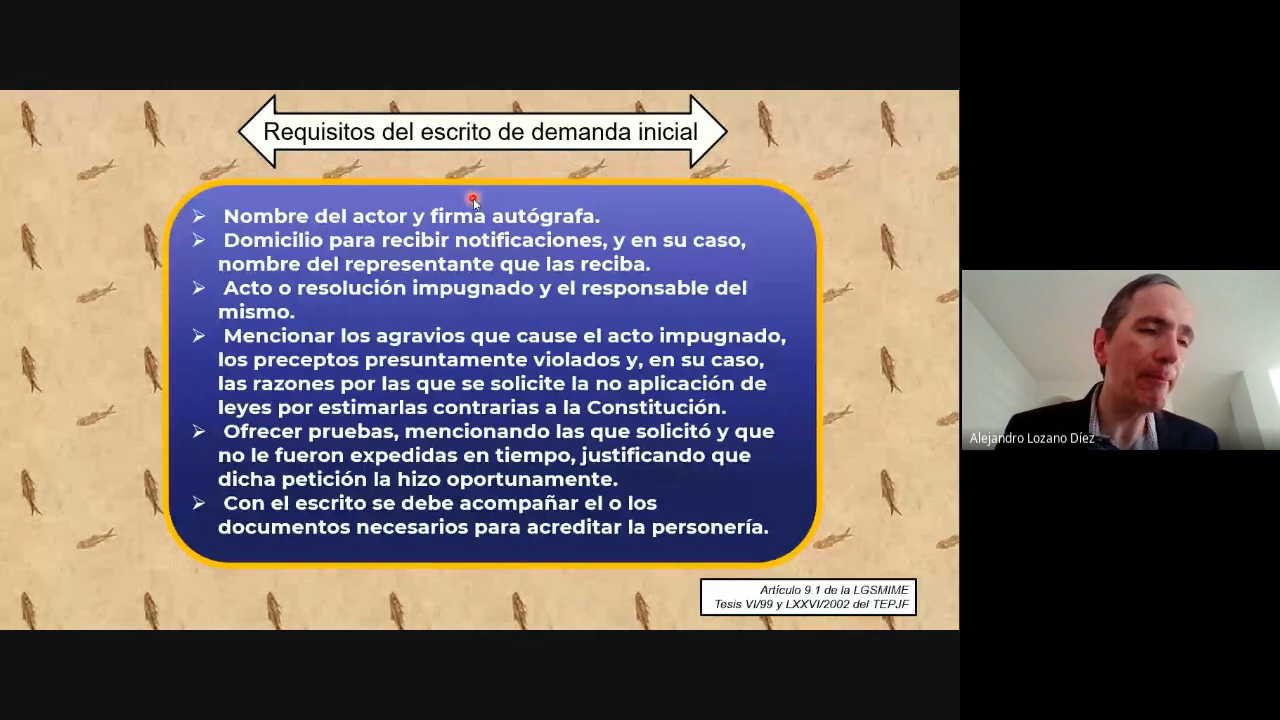 Requisitos del escrito de demanda inicial
➢ Nombre del actor y firma autógrafa.
➢ Domicilio para recibir notificaciones, y en su caso,
nombre del representante que las reciba.
➢ Acto o resolución impugnado y el responsable del
mismo.
➢ Mencionar los agravios que cause el acto impugnado,
los preceptos presuntamente violados y, en su caso,
las razones por las que se solicite la no aplicación de
leyes por estimarlas contrarias a la Constitución.
➢ Ofrecer pruebas, mencionando las que solicitó y que
no le fueron expedidas en tiempo, justificando que
dicha petición la hizo oportunamente.
➢ Con el escrito se debe acompañar el o los
documentos necesarios para acreditar la personería.
Artículo 9.1 de la LGSMIME
Tesis VI/99 y LXXVI/2002 del TEPJF
Alejandro Lozano Díez